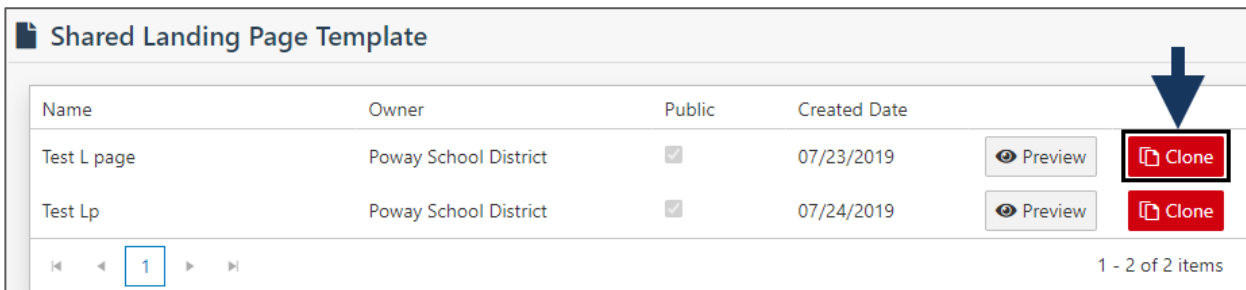 Shared Landing Page Template
Name Owner Public Created Date
Test L page Poway School District 07/23/2019 Preview Clone
Test Lp Poway School District 07/24/2019 Preview Clone
1 1 - 2 of 2 items